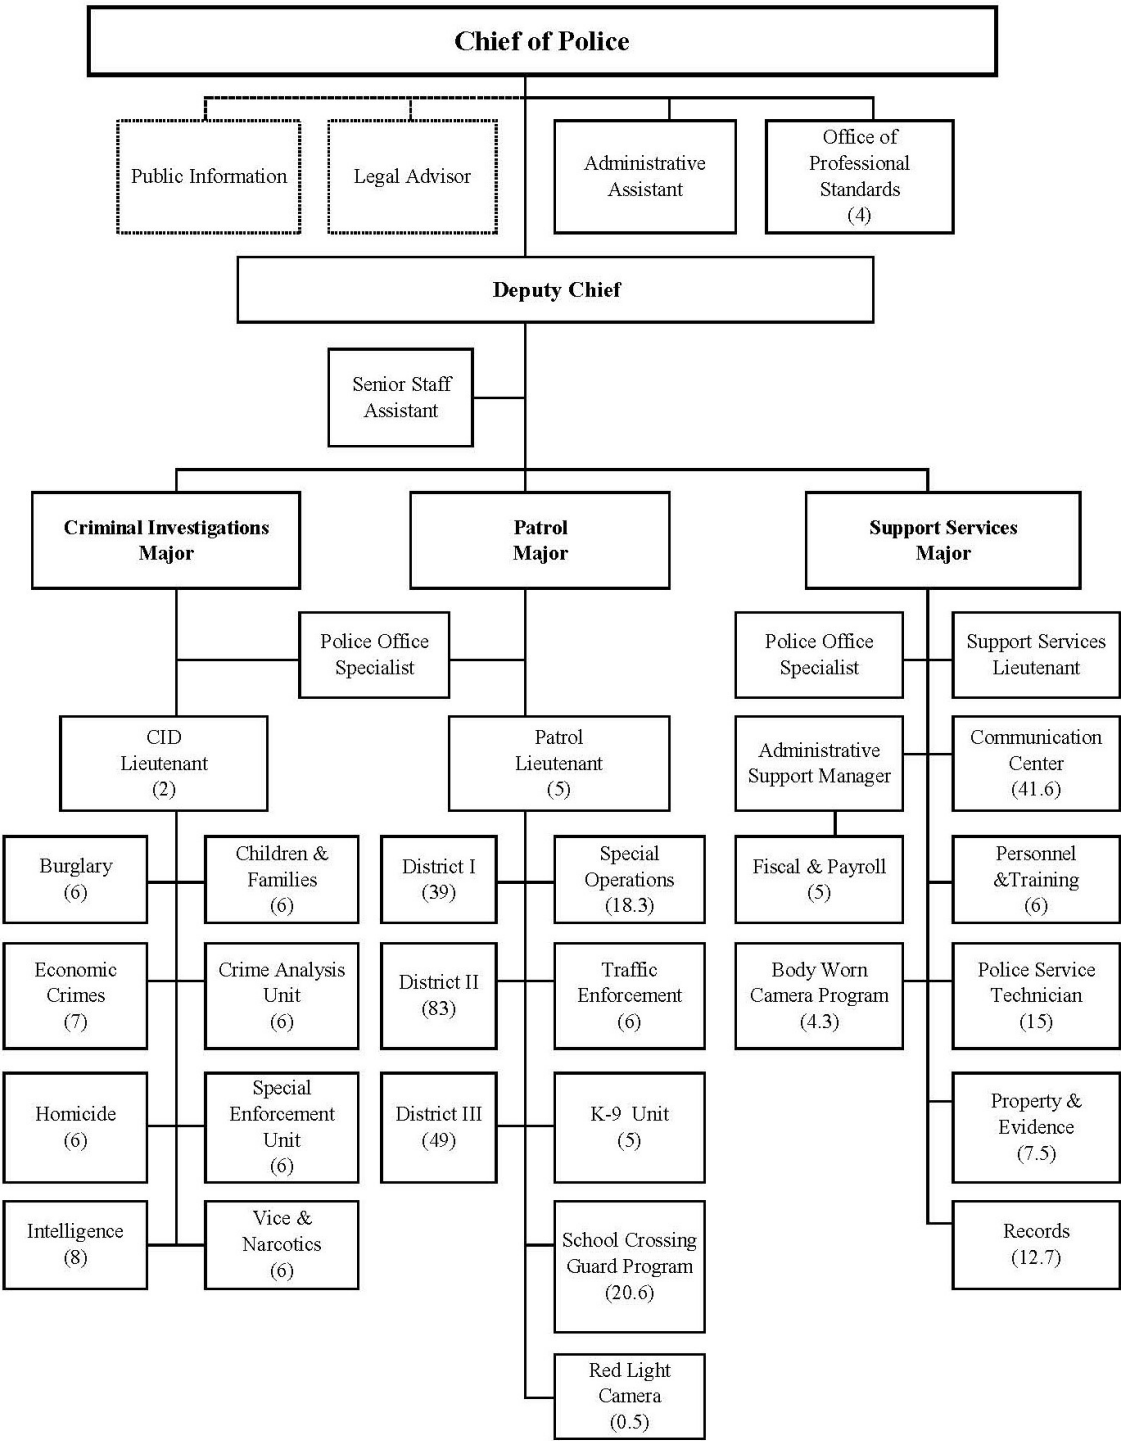 Chief of Police
Public Information
Legal Advisor
Administrative
Assistant
Office of
Professional
Standards
(4)
Deputy Chief
Senior Staff
Assistant
Criminal Investigations
Major
Patrol
Major
Support Services
Major
Police Office
Specialist
Police Office
Specialist
Support Services
Lieutenant
CID
Lieutenant
(2)
Patrol
Lieutenant
(5)
Administrative
Support Manager
Communication
Center
(41.6)
Burglary
(6)
Children &
Families
(6)
District I
(39)
Special
Operations
(18.3)
Fiscal & Payroll
(5)
Personnel
&Training
(6)
Economic
Crimes
(7)
Crime Analysis
Unit
(6)
District II
(83)
Traffic
Enforcement
(6)
Body Worn
Camera Program
(4.3)
Police Service
Technician
(15)
Homicide
(6)
Special
Enforcement
Unit
(6)
District III
(49)
K-9 Unit
(5)
Property &
Evidence
(7.5)
Intelligence
(8)
Vice &
Narcotics
(6)
School Crossing
Guard Program
(20.6)
Records
(12.7)
Red Light
Camera
(0.5)